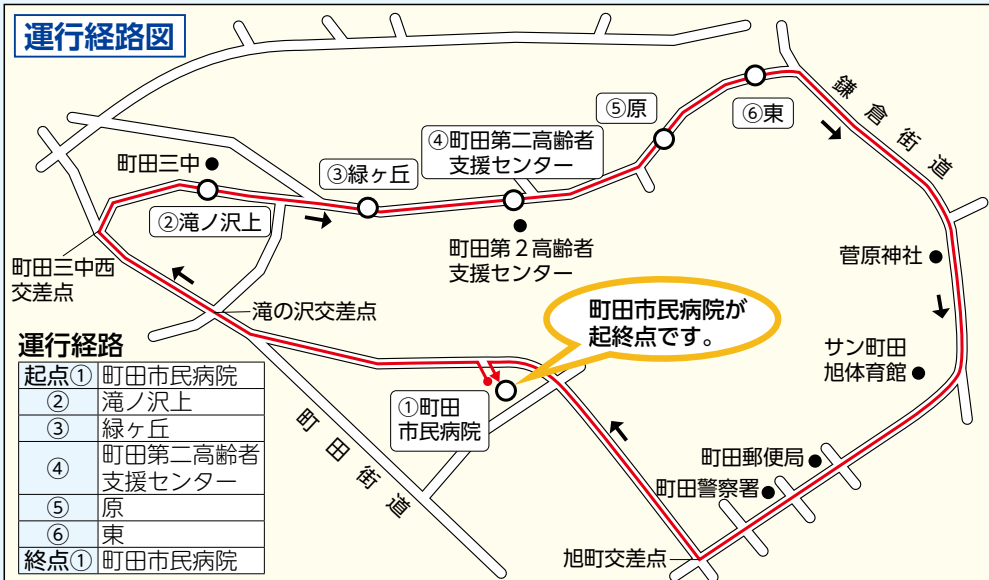 運行経路図
鎌倉街道
⑤原
⑥東
④町田第二高齢者
支援センター
町田三中
③緑ヶ丘
②滝ノ沢上
町田第2高齢者
支援センター
菅原神社
町田三中西
交差点
滝の沢交差点
町田市民病院が
起終点です。
サン町田
旭体育館
①町田
市民病院
町田街道
町田郵便局
町田警察署
旭町交差点
運行経路
起点① 町田市民病院
② 滝ノ沢上
③ 緑ヶ丘
④ 町田第二高齢者
支援センター
⑤ 原
⑥ 東
終点① 町田市民病院